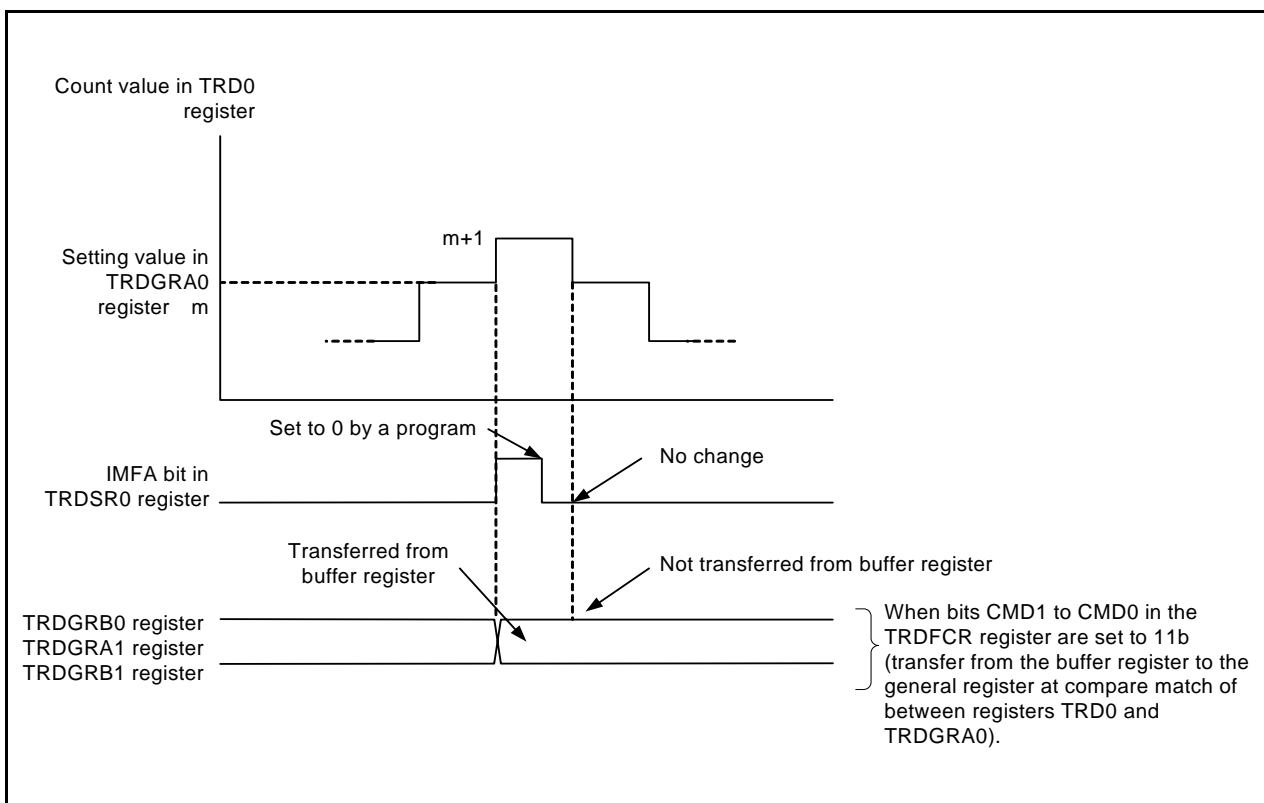 Count value in TRD0
register
m+1
Setting value in
TRDGRA0
register m
Set to 0 by a program
No change
IMFA bit in
TRDSR0 register
Transferred from
buffer register
Not transferred from buffer register
TRDGRB0 register
TRDGRA1 register
TRDGRB1 register
When bits CMD1 to CMD0 in the
TRDFCR register are set to 11b
(transfer from the buffer register to the
general register at compare match of
between registers TRD0 and
TRDGRA0).